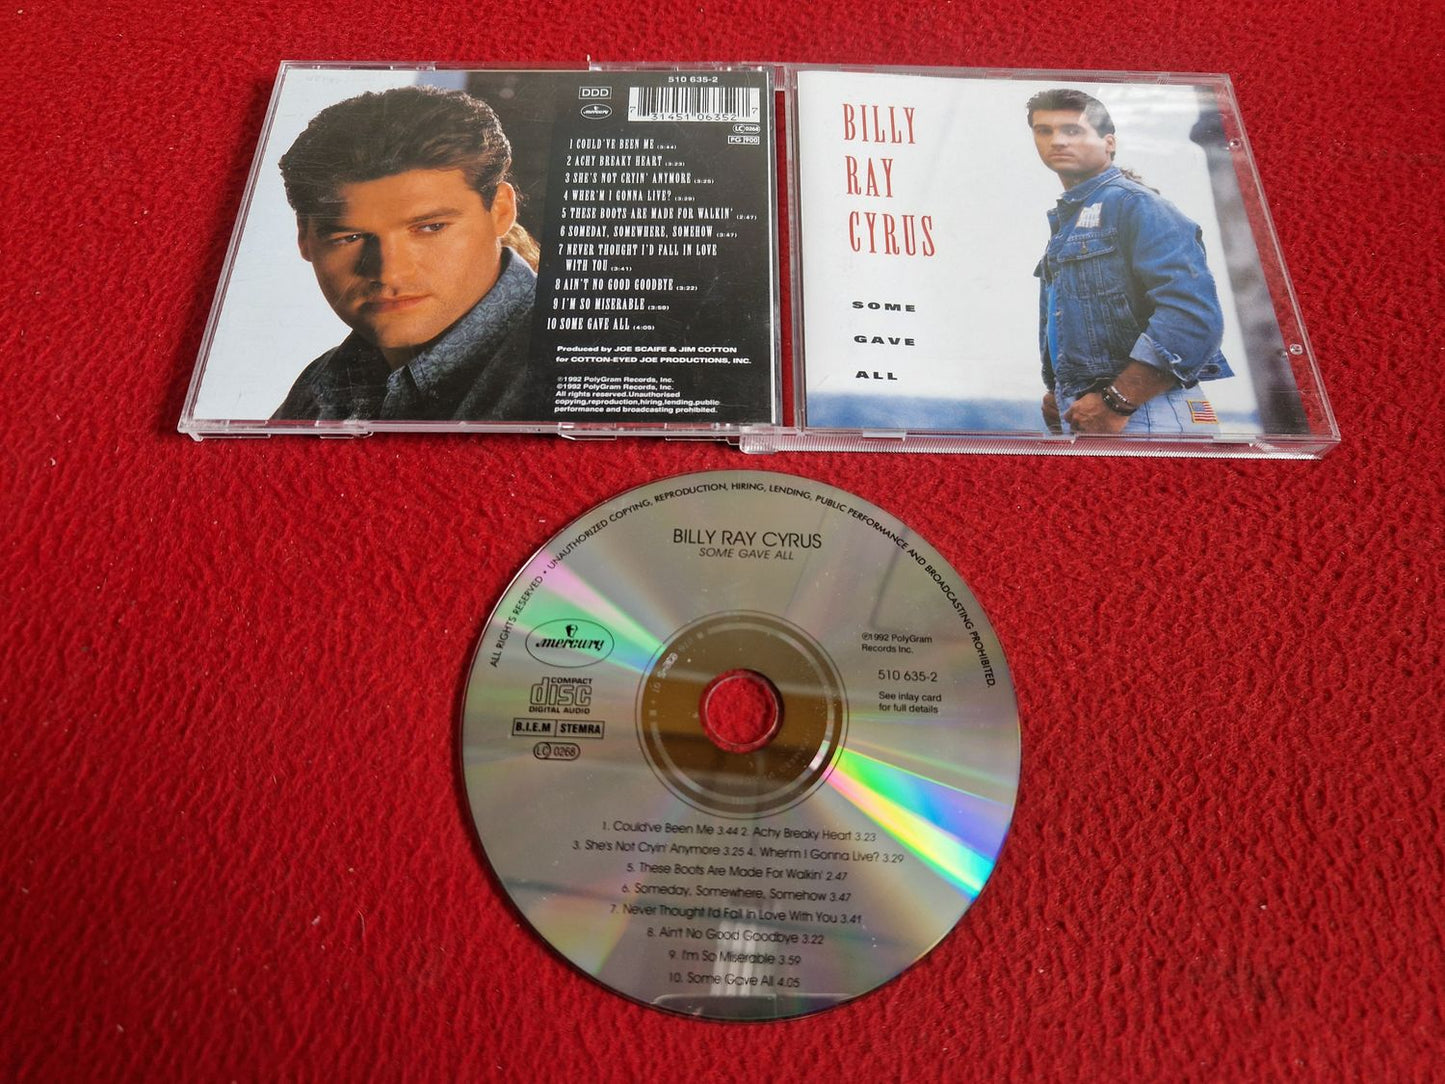 510 635-2
DDD
mercury
7 31451 06352 7
LC 0268
PG 900
1 COULD'VE BEEN ME (3:44)
2 ACHY BREAKY HEART (3:23)
3 SHE'S NOT CRYIN' ANYMORE (3:25)
4 WHER'M I GONNA LIVE? (3:29)
5 THESE BOOTS ARE MADE FOR WALKIN' (2:47)
6 SOMEDAY, SOMEWHERE, SOMEHOW (3:47)
7 NEVER THOUGHT I'D FALL IN LOVE
WITH YOU (3:41)
8 AIN'T NO GOOD GOODBYE (3:22)
9 I'M SO MISERABLE (3:59)
10 SOME GAVE ALL (4:05)
Produced by JOE SCAIFE & JIM COTTON
for COTTON-EYED JOE PRODUCTIONS, INC.
℗1992 PolyGram Records, Inc.
©1992 PolyGram Records, Inc.
All rights reserved.Unauthorised
copying,reproduction,hiring,lending,public
performance and broadcasting prohibited.
BILLY
RAY
CYRUS
SOME
GAVE
ALL
ALL RIGHTS RESERVED • UNAUTHORIZED COPYING, REPRODUCTION, HIRING, LENDING, PUBLIC PERFORMANCE AND BROADCASTING PROHIBITED.
BILLY RAY CYRUS
SOME GAVE ALL
mercury
COMPACT
disc
DIGITAL AUDIO
B.I.E.M STEMRA
LC 0268
℗1992 PolyGram
Records Inc.
510 635-2
See inlay card
for full details
1. Could've Been Me 3.44 2. Achy Breaky Heart 3.23
3. She's Not Cryin' Anymore 3.25 4. Wher'm I Gonna Live? 3.29
5. These Boots Are Made For Walkin' 2.47
6. Someday, Somewhere, Somehow 3.47
7. Never Thought I'd Fall In Love With You 3.41
8. Ain't No Good Goodbye 3.22
9. I'm So Miserable 3.59
10. Some Gave All 4.05